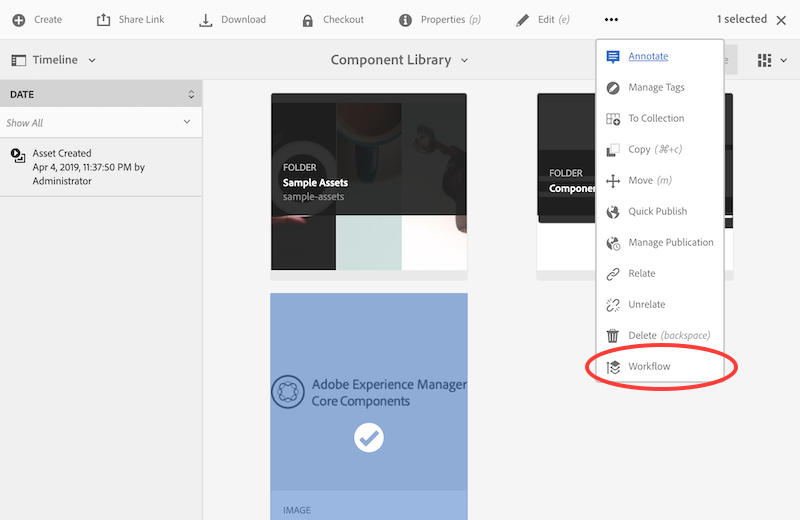 Create
Share Link
Download
Checkout
Properties (p)
Edit (e)
1 selected
Timeline
Component Library
e
DATE
Show All
Asset Created
Apr 4, 2019, 11:37:50 PM by
Administrator
FOLDER
Sample Assets
sample-assets
FOLDER
Annotate
Manage Tags
To Collection
Copy (⌘+c)
Move (m)
Quick Publish
Manage Publication
Relate
Unrelate
Delete (backspace)
Workflow
Adobe Experience Manager
Core Components
IMAGE